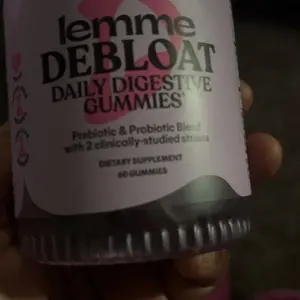 lemme
DEBLOAT
DAILY DIGESTIVE
GUMMIES*
Prebiotic & Probiotic Blend
with 2 clinically-studied strains
DIETARY SUPPLEMENT
60 GUMMIES